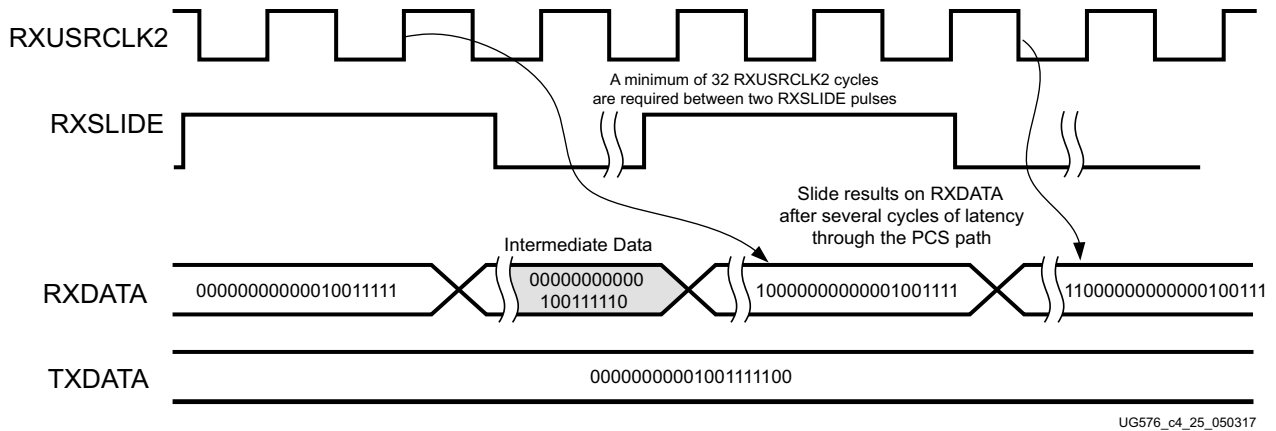 RXUSRCLK2
A minimum of 32 RXUSRCLK2 cycles
are required between two RXSLIDE pulses
RXSLIDE
Slide results on RXDATA
after several cycles of latency
through the PCS path
Intermediate Data
RXDATA
00000000000010011111
00000000000
100111110
10000000000001001111
11000000000000100111
TXDATA
00000000001001111100
UG576_c4_25_050317